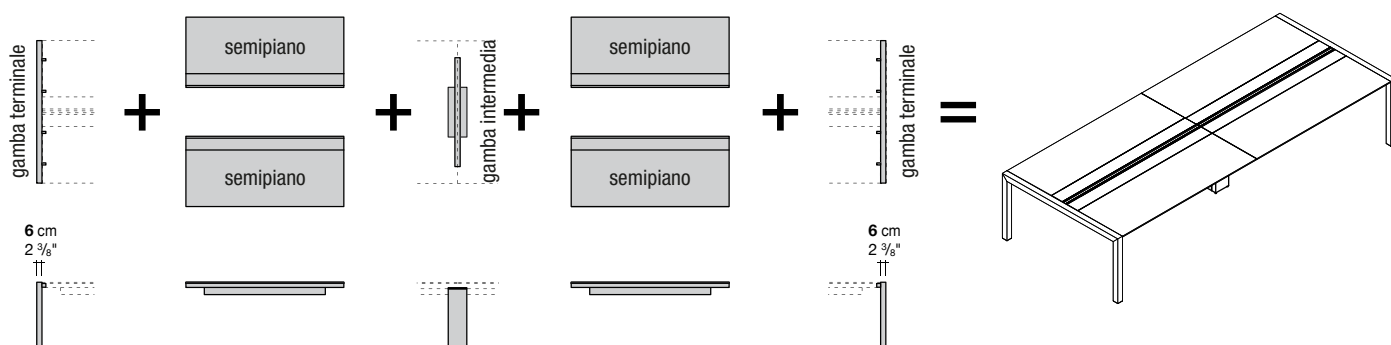 gamba terminale
+
semipiano
semipiano
+
gamba intermedia
+
semipiano
semipiano
+
gamba terminale
=
6 cm
2 ⅜"
6 cm
2 ⅜"